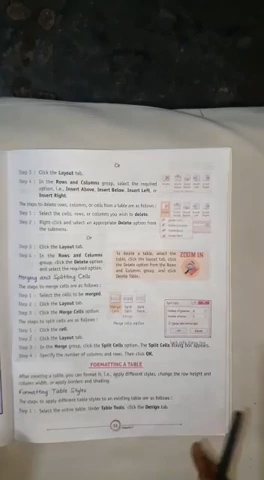 Or
Step 3 : Click the Layout tab.
Step 4 : In the Rows and Columns group, select the required
option, i.e., Insert Above, Insert Below, Insert Left, or
Insert Right.
The steps to delete rows, columns, or cells from a table are as follows :
Step 1 : Select the cells, rows, or columns you wish to delete.
Step 2 : Right click and select an appropriate Delete option from
the submenu.
Or
Step 3 : Click the Layout tab.
Step 4 : In the Rows and Columns
group, click the Delete option
and select the required option.
To delete a table, select the
table, click the Layout tab, click
the Delete option from the Rows
and Columns group, and click
Delete Table.
ZOOM IN
Merging and Splitting Cells
The steps to merge cells are as follows :
Step 1 : Select the cells to be merged.
Step 2 : Click the Layout tab.
Step 3 : Click the Merge Cells option.
Merge cells option
The steps to split cells are as follows :
Step 1 : Click the cell.
Step 2 : Click the Layout tab.
Step 3 : In the Merge group, click the Split Cells option. The Split Cells dialog box appears.
Step 4 : Specify the number of columns and rows. Then click OK.
Split Cells
FORMATTING A TABLE
After creating a table, you can format it, i.e., apply different styles, change the row height and
column width, or apply borders and shading.
Formatting Table Styles
The steps to apply different table styles to an existing table are as follows :
Step 1 : Select the entire table. Under Table Tools, click the Design tab.